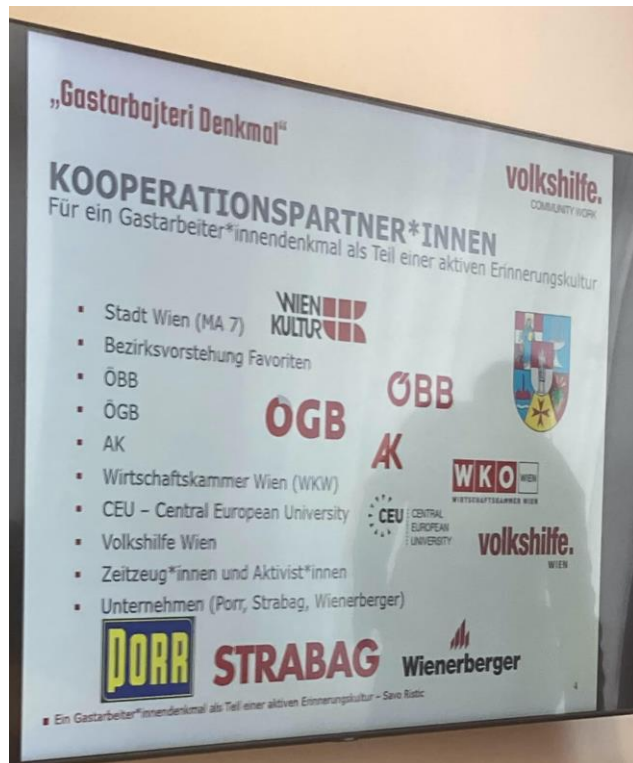 „Gastarbajteri Denkmal“
volkshilfe.
COMMUNITY WORK
KOOPERATIONSPARTNER*INNEN
Für ein Gastarbeiter*innendenkmal als Teil einer aktiven Erinnerungskultur
▪ Stadt Wien (MA 7)
WIEN
KULTUR
▪ Bezirksvorstehung Favoriten
▪ ÖBB
ÖBB
▪ ÖGB
ÖGB
▪ AK
AK
▪ Wirtschaftskammer Wien (WKW)
WKO WIEN
WIRTSCHAFTSKAMMER WIEN
▪ CEU – Central European University
CEU CENTRAL
EUROPEAN
UNIVERSITY
▪ Volkshilfe Wien
volkshilfe.
WIEN
▪ Zeitzeug*innen und Aktivist*innen
▪ Unternehmen (Porr, Strabag, Wienerberger)
PORR
STRABAG
Wienerberger
▪ Ein Gastarbeiter*innendenkmal als Teil einer aktiven Erinnerungskultur – Savo Ristic
4